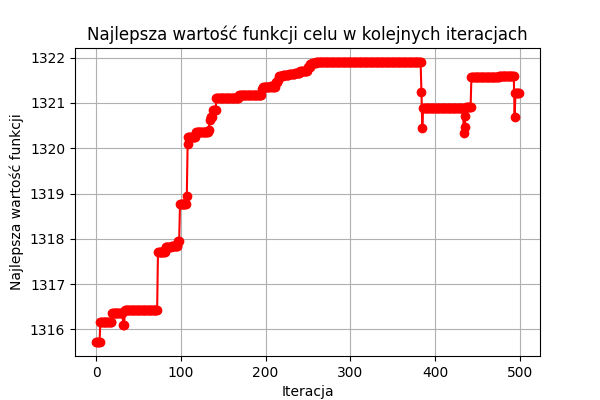 Najlepsza wartość funkcji celu w kolejnych iteracjach
Najlepsza wartość funkcji
1322
1321
1320
1319
1318
1317
1316
0 100 200 300 400 500
Iteracja